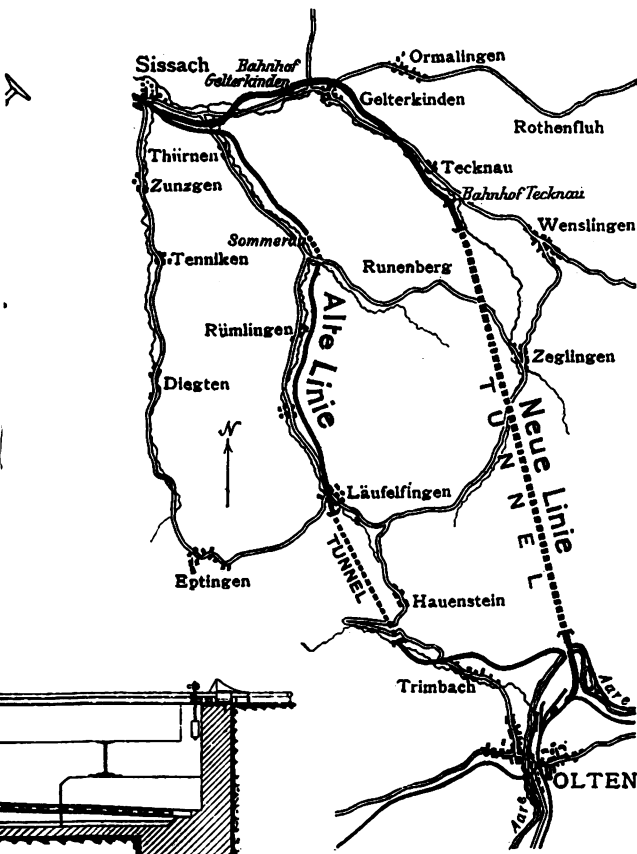 Ormalingen
Sissach
Bahnhof
Gelterkinden
Gelterkinden
Rothenfluh
Thürnen
Tecknau
Zunzgen
Bahnhof Tecknau
Wenslingen
Sommerau
Tenniken
Runenberg
Rümlingen
Alte Linie
Zeglingen
Diegten
Neue Linie
TUNNEL
N
Läufelfingen
TUNNEL
Eptingen
Hauenstein
Trimbach
Aare
OLTEN
Aare